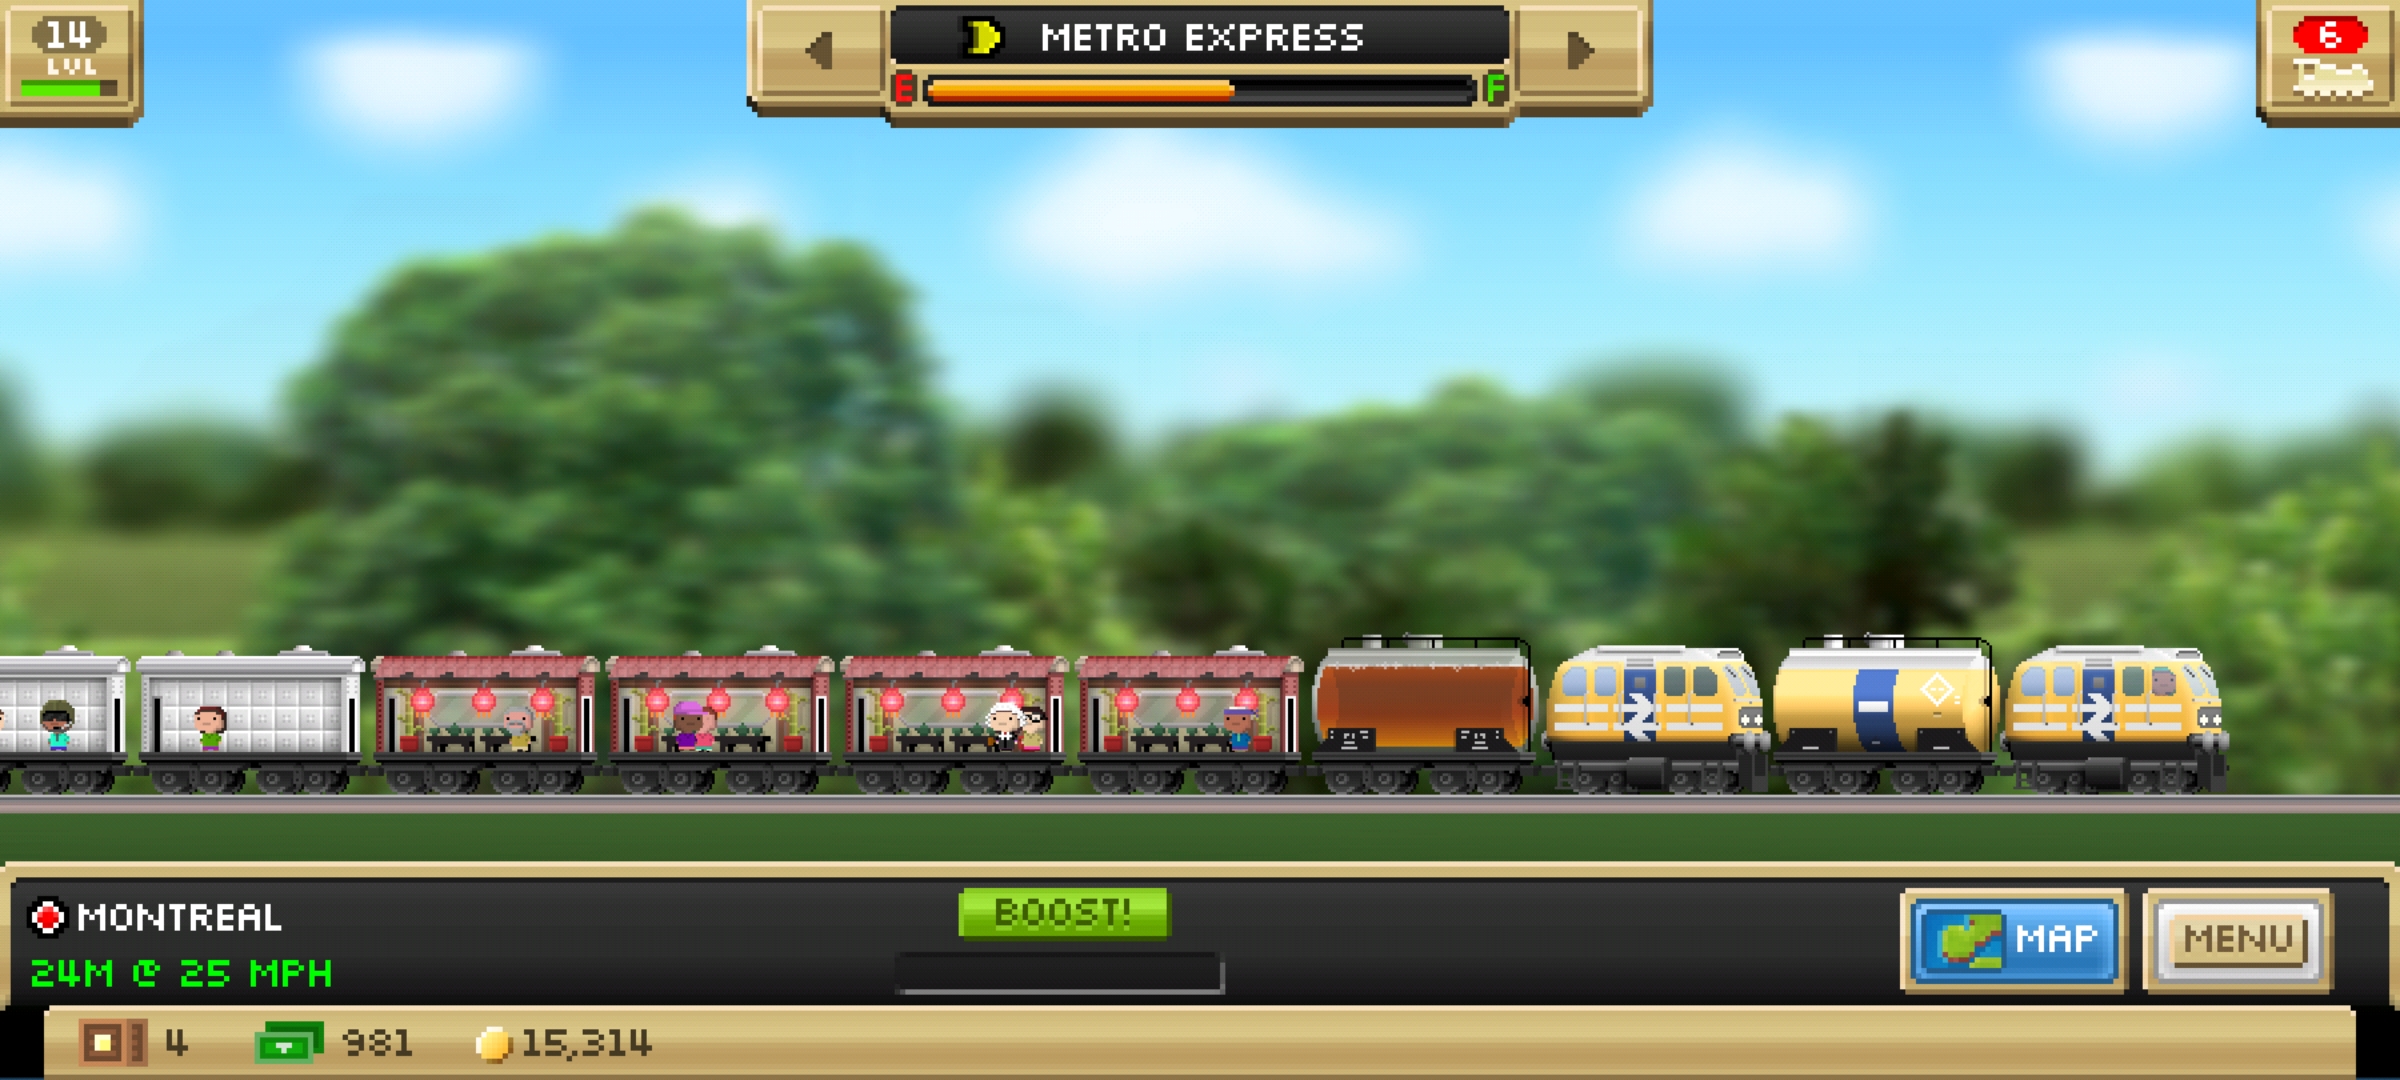 14
LVL
METRO EXPRESS
E F
6
MONTREAL
24M @ 25 MPH
BOOST!
MAP
MENU
4
981
15,314